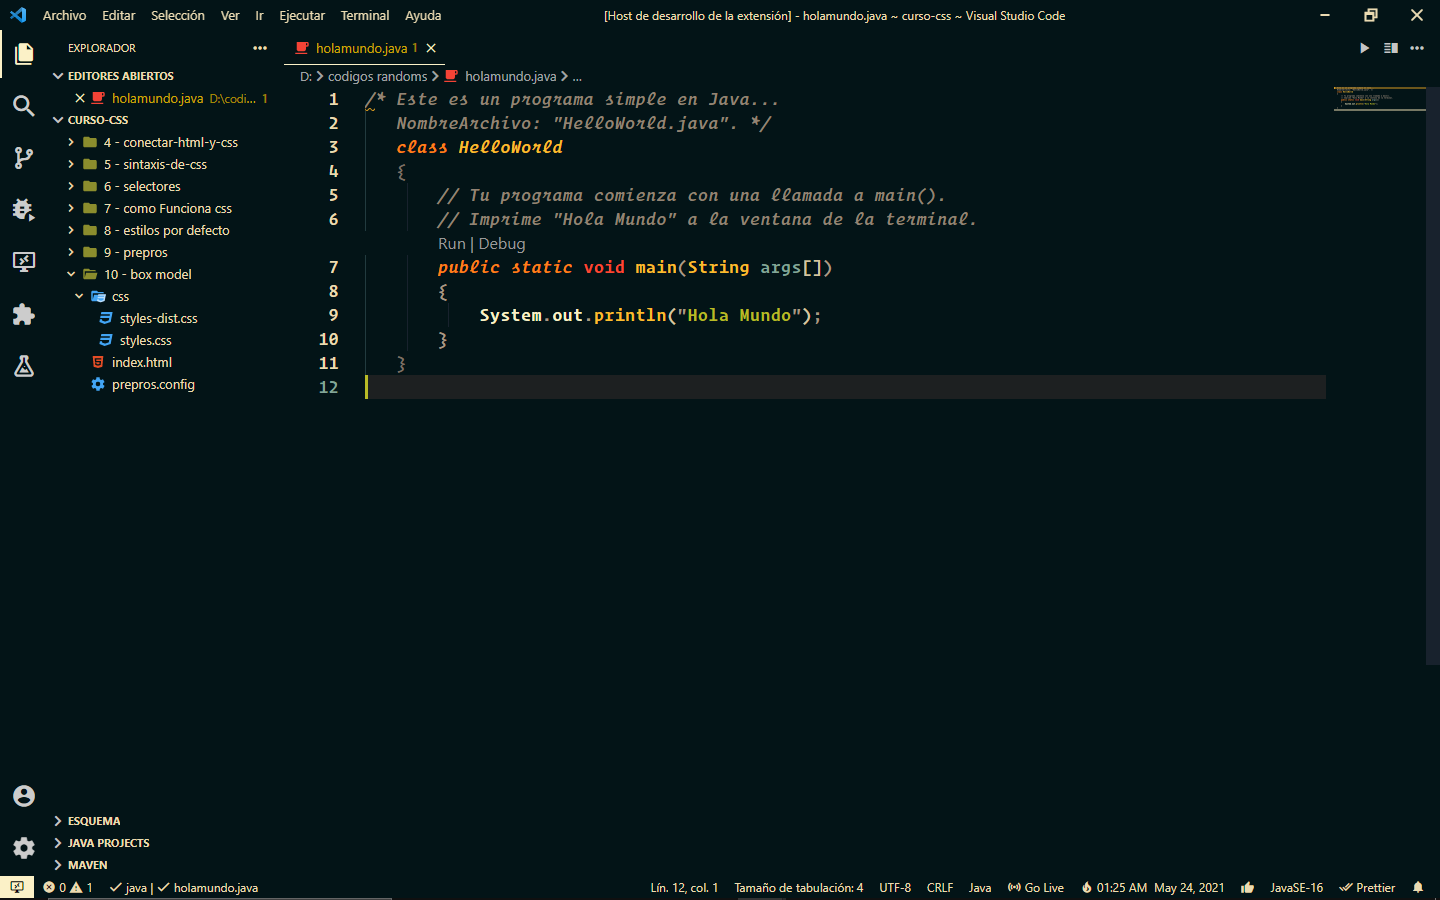 Archivo Editar Selección Ver Ir Ejecutar Terminal Ayuda [Host de desarrollo de la extensión] - holamundo.java ~ curso-css ~ Visual Studio Code
EXPLORADOR
EDITORES ABIERTOS
holamundo.java D:\codi... 1
CURSO-CSS
4 - conectar-html-y-css
5 - sintaxis-de-css
6 - selectores
7 - como Funciona css
8 - estilos por defecto
9 - prepros
10 - box model
css
styles-dist.css
styles.css
index.html
prepros.config
ESQUEMA
JAVA PROJECTS
MAVEN
holamundo.java 1
D: > codigos randoms > holamundo.java > ...
1 /* Este es un programa simple en Java...
2 NombreArchivo: "HelloWorld.java". */
3 class HelloWorld
4 {
5 // Tu programa comienza con una llamada a main().
6 // Imprime "Hola Mundo" a la ventana de la terminal.
Run | Debug
7 public static void main(String args[])
8 {
9 System.out.println("Hola Mundo");
10 }
11 }
12
0 1 java | holamundo.java Lín. 12, col. 1 Tamaño de tabulación: 4 UTF-8 CRLF Java Go Live 01:25 AM May 24, 2021 JavaSE-16 Prettier